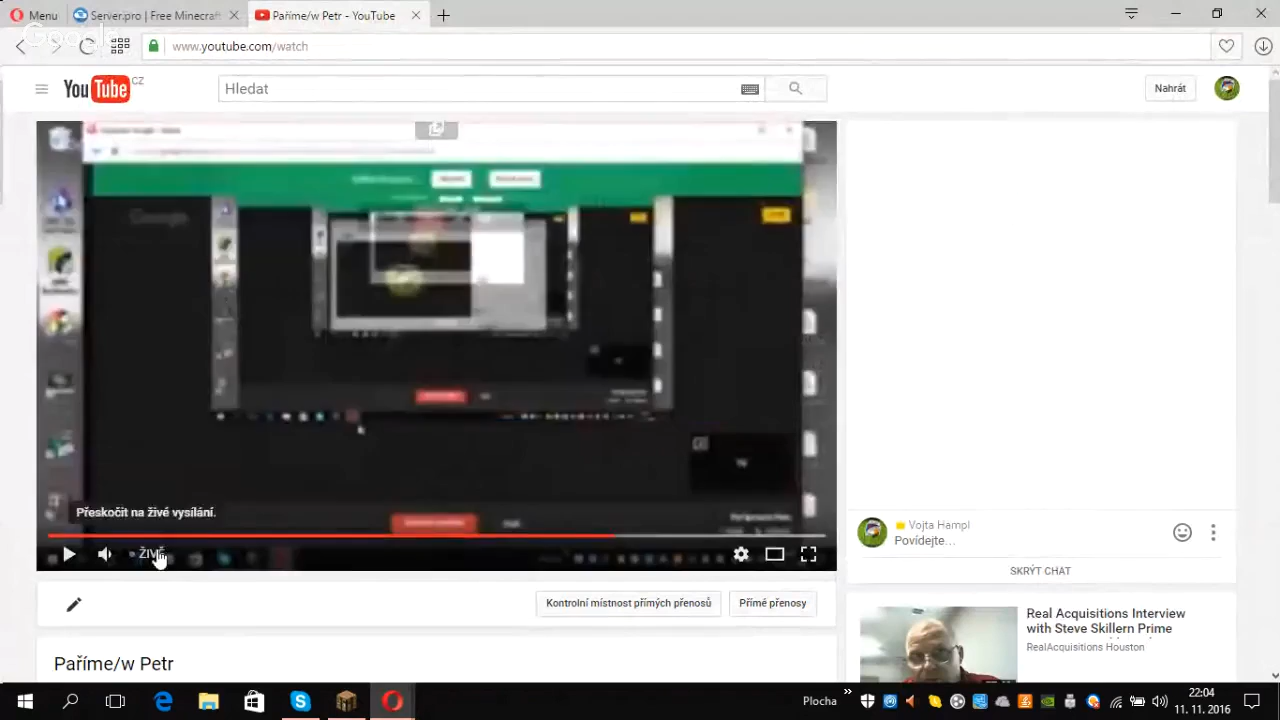 Menu
Server.pro | Free Minecraft
Paříme/w Petr - YouTube
Google
www.youtube.com/watch
YouTube CZ
Hledat
Nahrát
Přeskočit na živé vysílání.
ŽIVĚ
Vojta Hampl
Povídejte...
SKRÝT CHAT
Kontrolní místnost přímých přenosů
Přímé přenosy
Real Acquisitions Interview
with Steve Skillern Prime
RealAcquisitions Houston
Paříme/w Petr
Plocha
22:04
11. 11. 2016